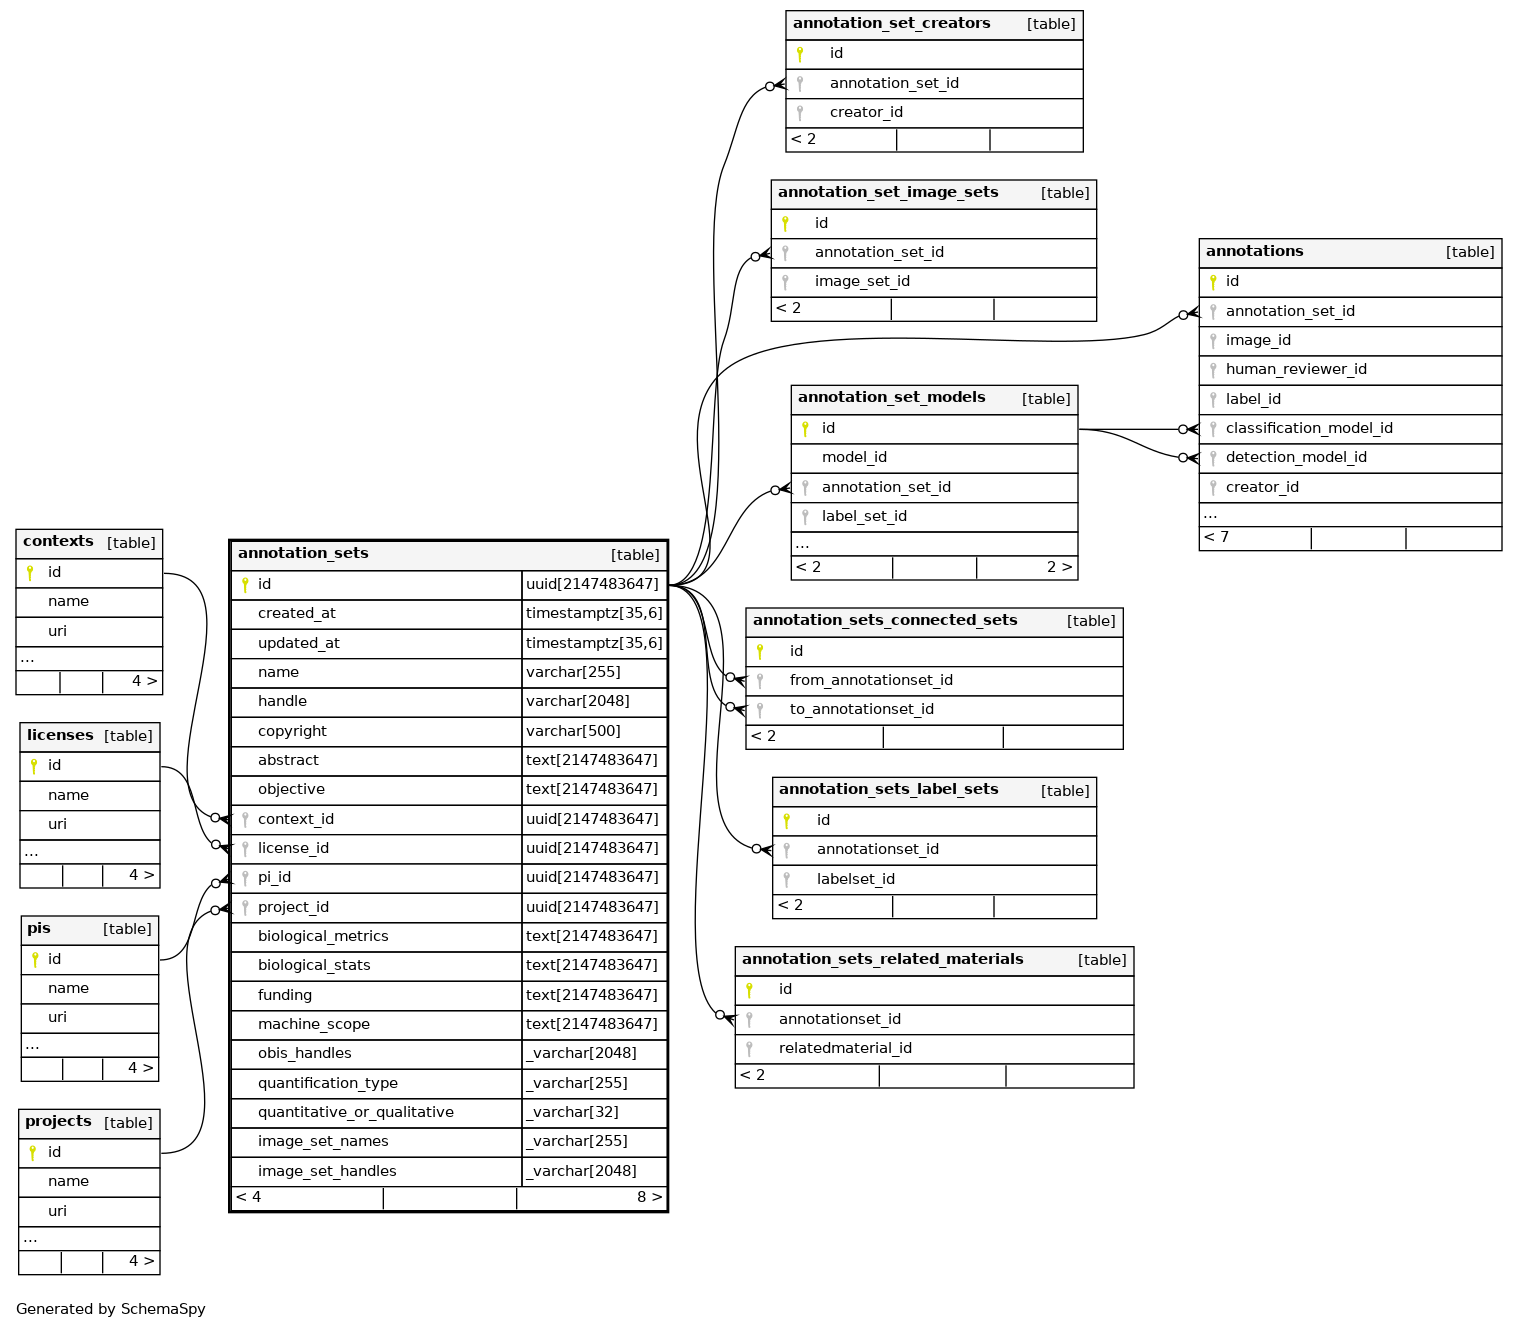 annotation_set_creators [table]
id
annotation_set_id
creator_id
< 2
annotation_set_image_sets [table]
id
annotation_set_id
image_set_id
< 2
annotations [table]
id
annotation_set_id
image_id
human_reviewer_id
label_id
classification_model_id
detection_model_id
creator_id
...
< 7
annotation_set_models [table]
id
model_id
annotation_set_id
label_set_id
...
< 2 2 >
contexts [table]
id
name
uri
...
4 >
licenses [table]
id
name
uri
...
4 >
pis [table]
id
name
uri
...
4 >
projects [table]
id
name
uri
...
4 >
annotation_sets [table]
id uuid[2147483647]
created_at timestamptz[35,6]
updated_at timestamptz[35,6]
name varchar[255]
handle varchar[2048]
copyright varchar[500]
abstract text[2147483647]
objective text[2147483647]
context_id uuid[2147483647]
license_id uuid[2147483647]
pi_id uuid[2147483647]
project_id uuid[2147483647]
biological_metrics text[2147483647]
biological_stats text[2147483647]
funding text[2147483647]
machine_scope text[2147483647]
obis_handles _varchar[2048]
quantification_type _varchar[255]
quantitative_or_qualitative _varchar[32]
image_set_names _varchar[255]
image_set_handles _varchar[2048]
< 4 8 >
annotation_sets_connected_sets [table]
id
from_annotationset_id
to_annotationset_id
< 2
annotation_sets_label_sets [table]
id
annotationset_id
labelset_id
< 2
annotation_sets_related_materials [table]
id
annotationset_id
relatedmaterial_id
< 2
Generated by SchemaSpy